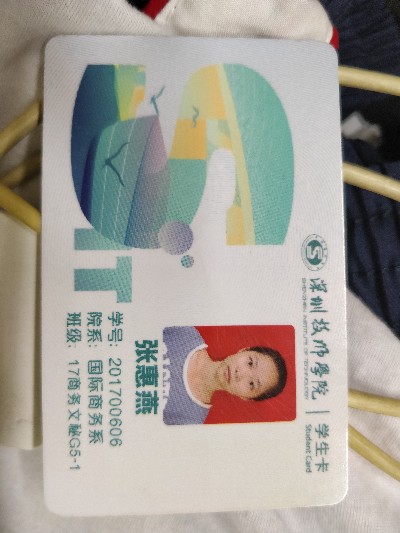 深圳技师学院
SHENZHEN INSTITUTE OF TECHNOLOGY
学生卡
Student Card
张惠燕
学号: 201700606
院系: 国际商务系
班级: 17商务文秘G5-1